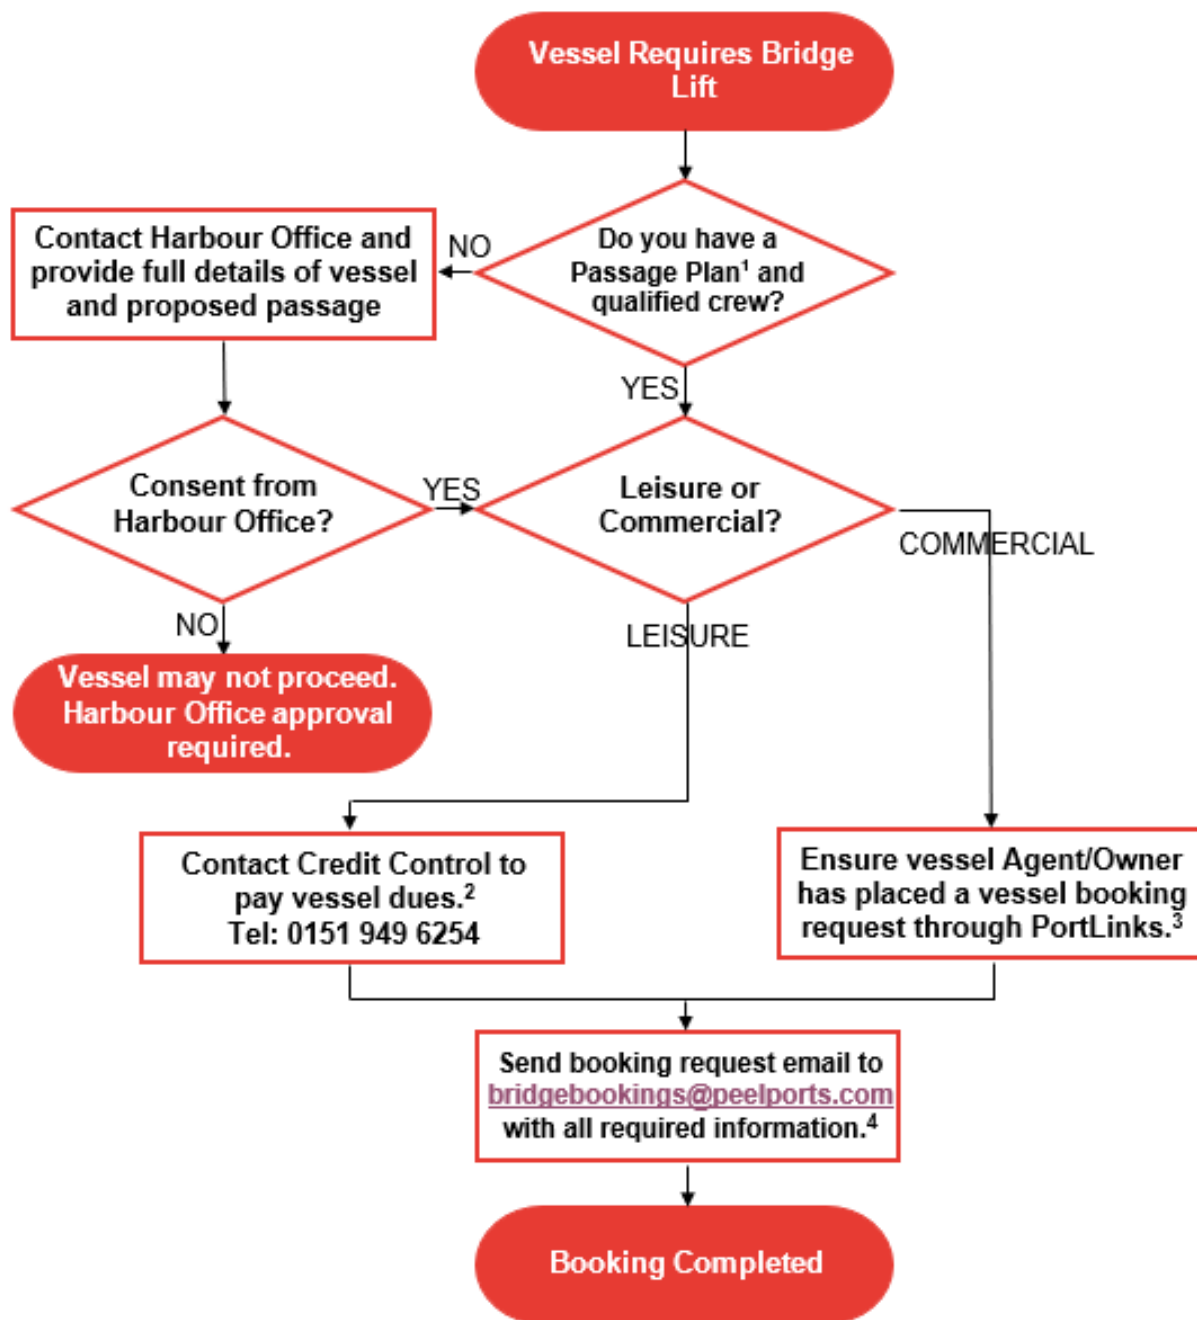 Vessel Requires Bridge
Lift
Do you have a
Passage Plan¹ and
qualified crew?
NO
Contact Harbour Office and
provide full details of vessel
and proposed passage
YES
Consent from
Harbour Office?
YES
Leisure or
Commercial?
COMMERCIAL
NO
LEISURE
Vessel may not proceed.
Harbour Office approval
required.
Contact Credit Control to
pay vessel dues.²
Tel: 0151 949 6254
Ensure vessel Agent/Owner
has placed a vessel booking
request through PortLinks.³
Send booking request email to
bridgebookings@peelports.com
with all required information.⁴
Booking Completed